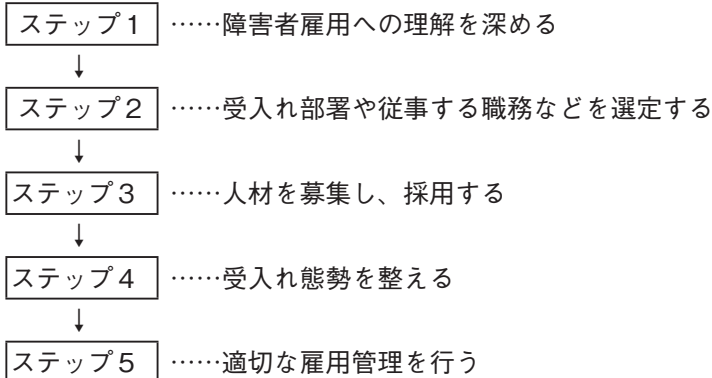 ステップ1 ……障害者雇用への理解を深める
↓
ステップ2 ……受入れ部署や従事する職務などを選定する
↓
ステップ3 ……人材を募集し、採用する
↓
ステップ4 ……受入れ態勢を整える
↓
ステップ5 ……適切な雇用管理を行う